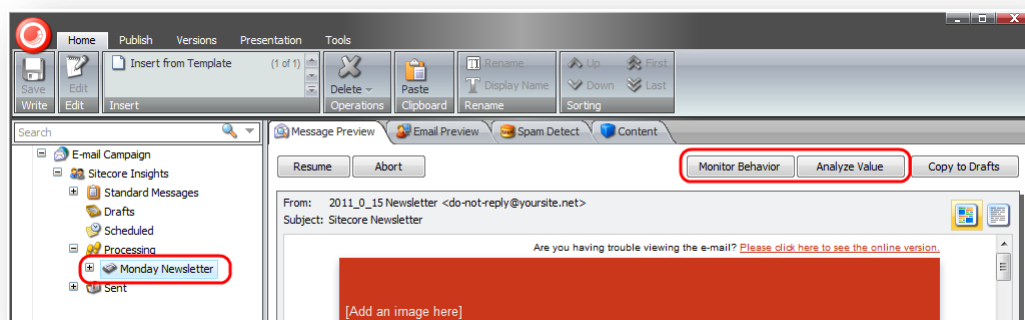 Home Publish Versions Presentation Tools
Insert from Template (1 of 1)
Rename Up First
Save Edit Delete Paste Display Name Down Last
Write Edit Insert Operations Clipboard Rename Sorting
Search
Message Preview Email Preview Spam Detect Content
E-mail Campaign
Resume Abort Monitor Behavior Analyze Value Copy to Drafts
Sitecore Insights
Standard Messages
From: 2011_0_15 Newsletter <do-not-reply@yoursite.net>
Drafts
Subject: Sitecore Newsletter
Scheduled
Processing
Are you having trouble viewing the e-mail? Please click here to see the online version.
Monday Newsletter
Sent
[Add an image here]